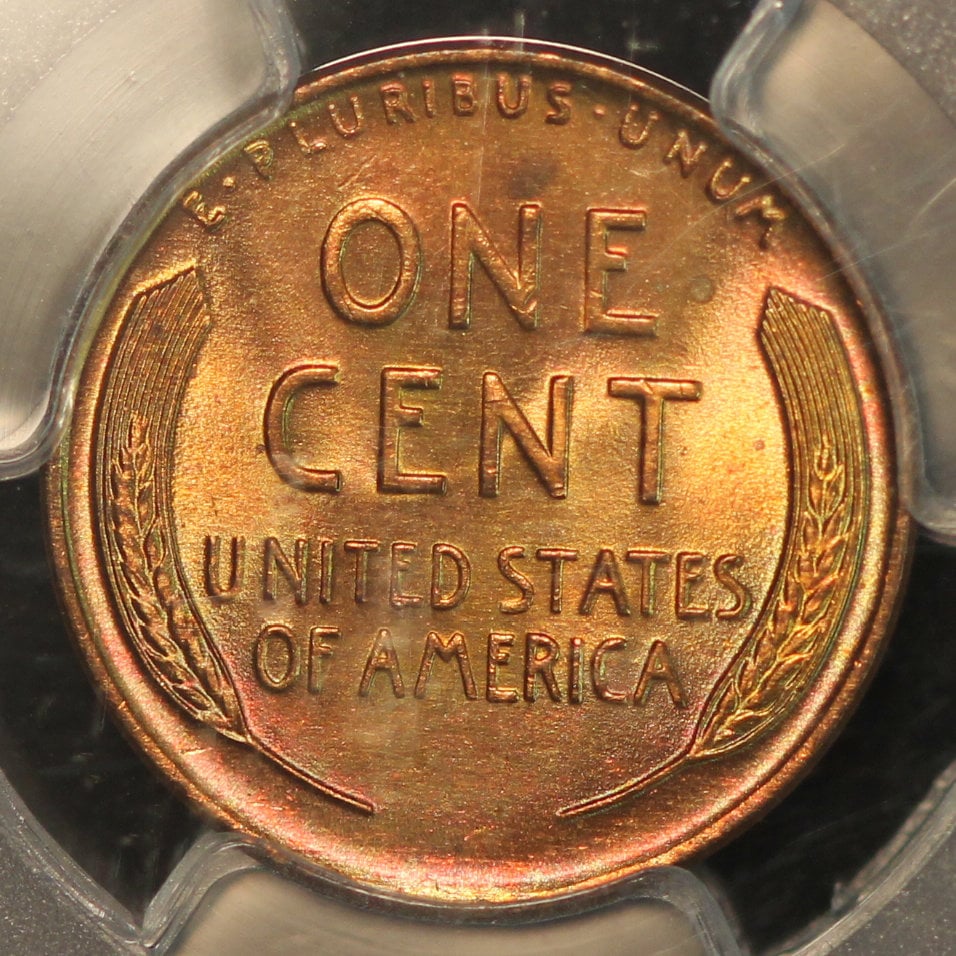 E·PLURIBUS·UNUM
ONE
CENT
UNITED STATES
OF AMERICA